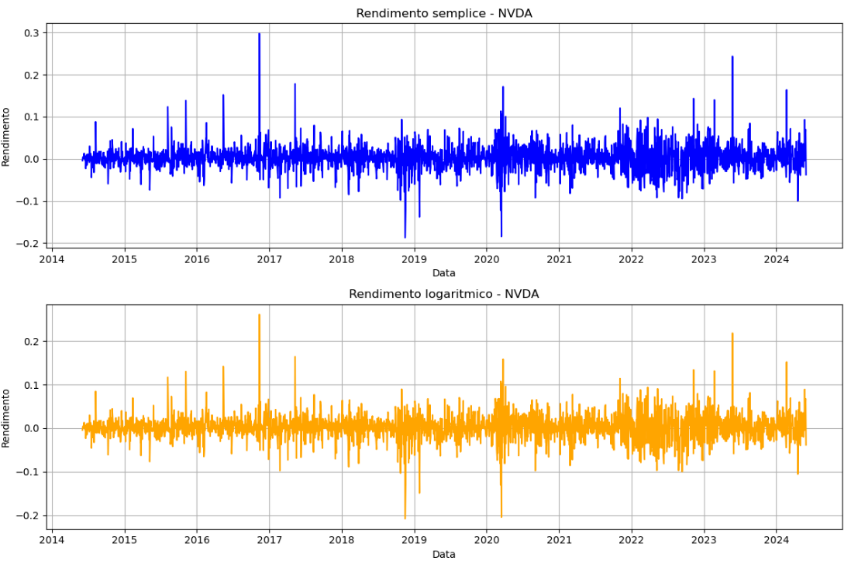 Rendimento semplice - NVDA
0.3
0.2
0.1
0.0
−0.1
−0.2
Rendimento
2014 2015 2016 2017 2018 2019 2020 2021 2022 2023 2024
Data
Rendimento logaritmico - NVDA
0.2
0.1
0.0
−0.1
−0.2
Rendimento
2014 2015 2016 2017 2018 2019 2020 2021 2022 2023 2024
Data